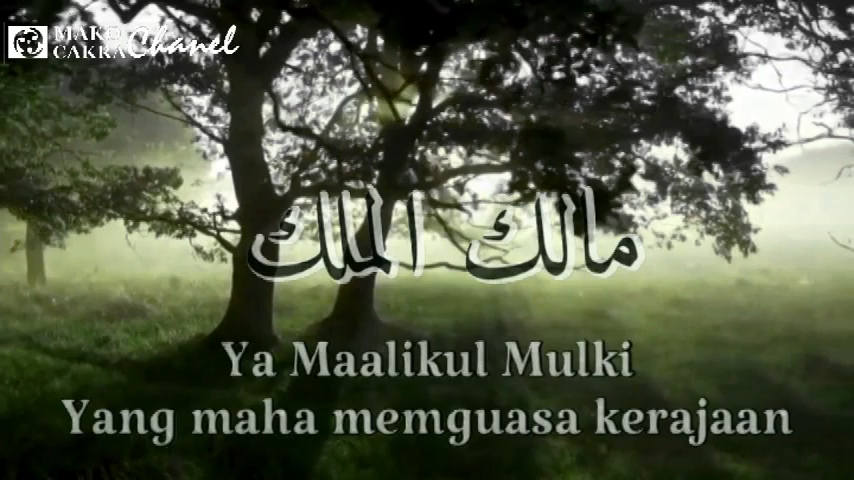 MAKO
CAKRA Chanel
مالك الملك
Ya Maalikul Mulki
Yang maha memguasa kerajaan